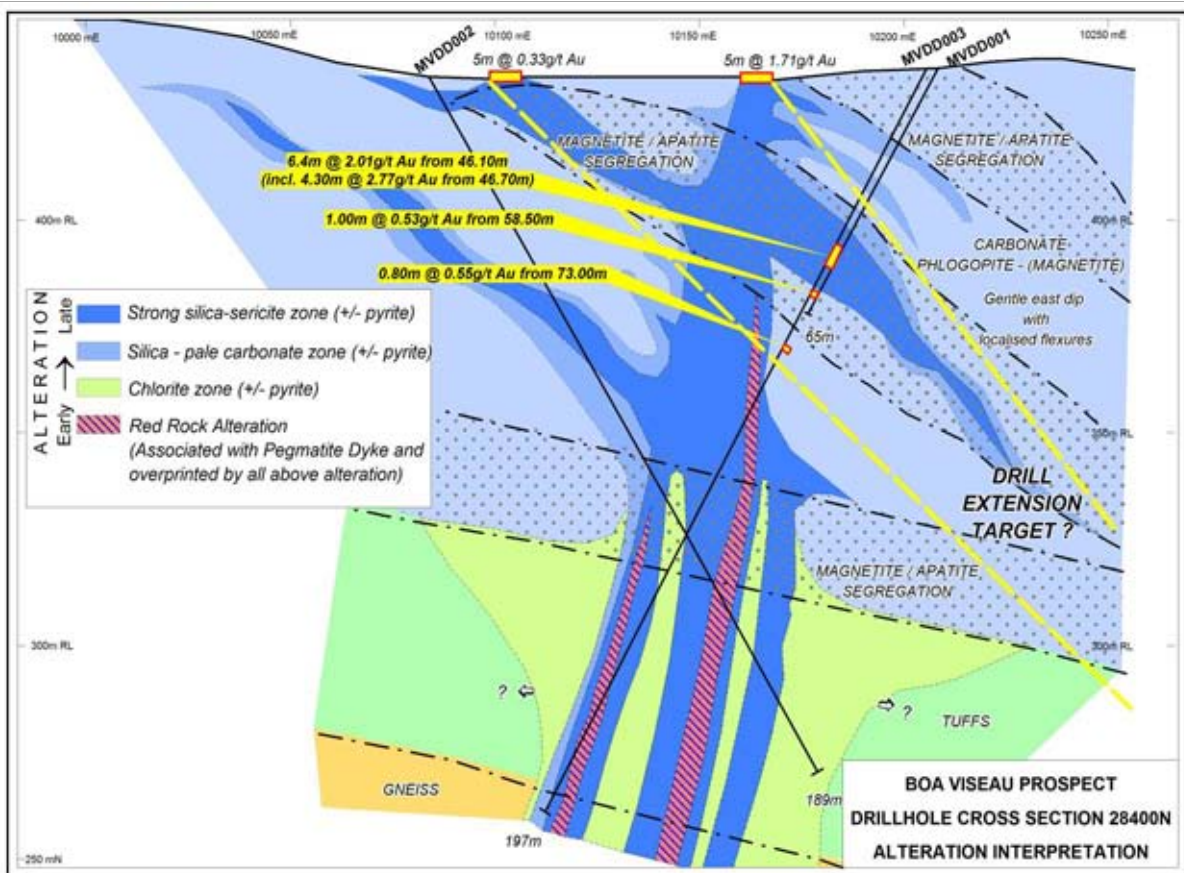 10000 mE
10050 mE
10100 mE
10150 mE
10200 mE
10250 mE
MVDD002
MVDD003
MVDD001
5m @ 0.33g/t Au
5m @ 1.71g/t Au
MAGNETITE / APATITE
SEGREGATION
MAGNETITE / APATITE
SEGREGATION
6.4m @ 2.01g/t Au from 46.10m
(incl. 4.30m @ 2.77g/t Au from 46.70m)
1.00m @ 0.53g/t Au from 58.50m
0.80m @ 0.55g/t Au from 73.00m
400m RL
400m RL
CARBONATE
PHLOGOPITE - (MAGNETITE)
Gentle east dip
with
localised flexures
65m
ALTERATION
Early → Late
Strong silica-sericite zone (+/- pyrite)
Silica - pale carbonate zone (+/- pyrite)
Chlorite zone (+/- pyrite)
Red Rock Alteration
(Associated with Pegmatite Dyke and
overprinted by all above alteration)
350m RL
DRILL
EXTENSION
TARGET ?
MAGNETITE / APATITE
SEGREGATION
300m RL
300m RL
?
?
TUFFS
GNEISS
189m
197m
250 mN
BOA VISEAU PROSPECT
DRILLHOLE CROSS SECTION 28400N
ALTERATION INTERPRETATION